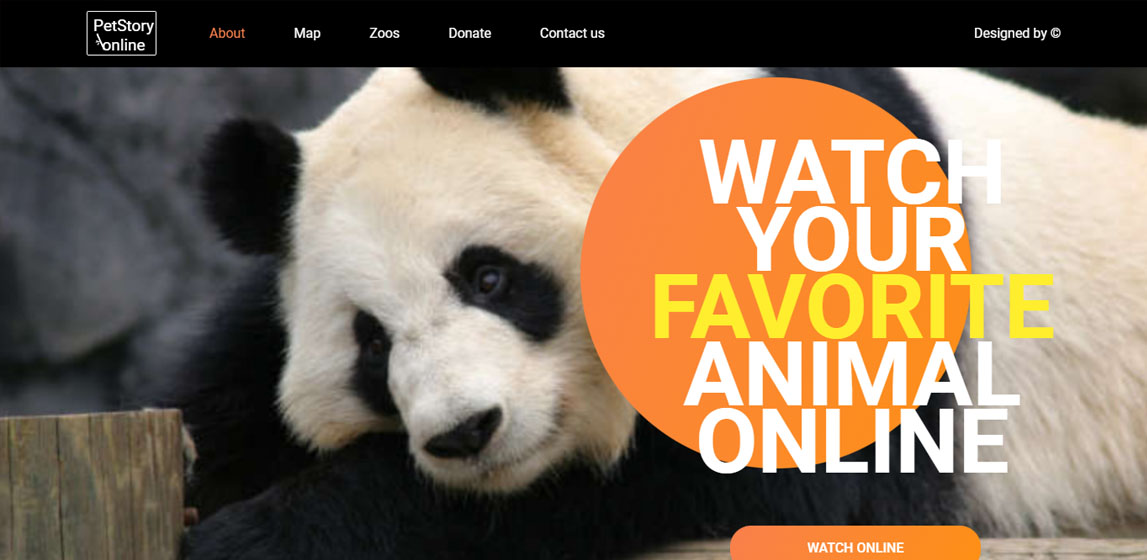 PetStory
online
About
Map
Zoos
Donate
Contact us
Designed by ©
WATCH
YOUR
FAVORITE
ANIMAL
ONLINE
WATCH ONLINE